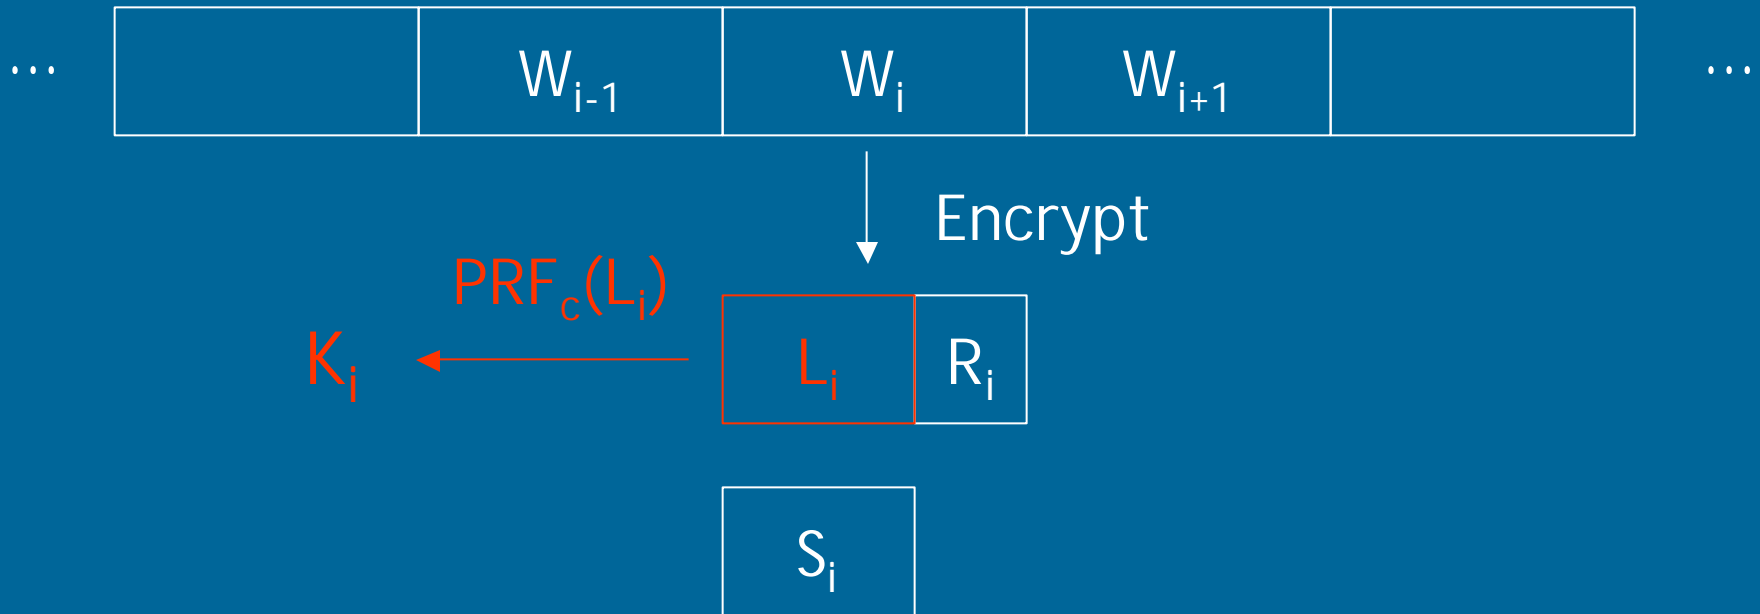 ... W_{i-1} W_i W_{i+1} ...
Encrypt
PRF_c(L_i)
K_i L_i R_i
S_i